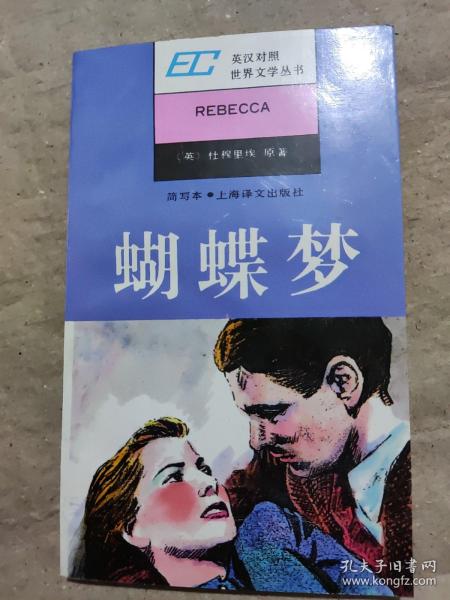 EC
英汉对照
世界文学丛书
REBECCA
〔英〕杜穆里埃 原著
简写本●上海译文出版社
蝴蝶梦
孔夫子旧书网
www.kongfz.com